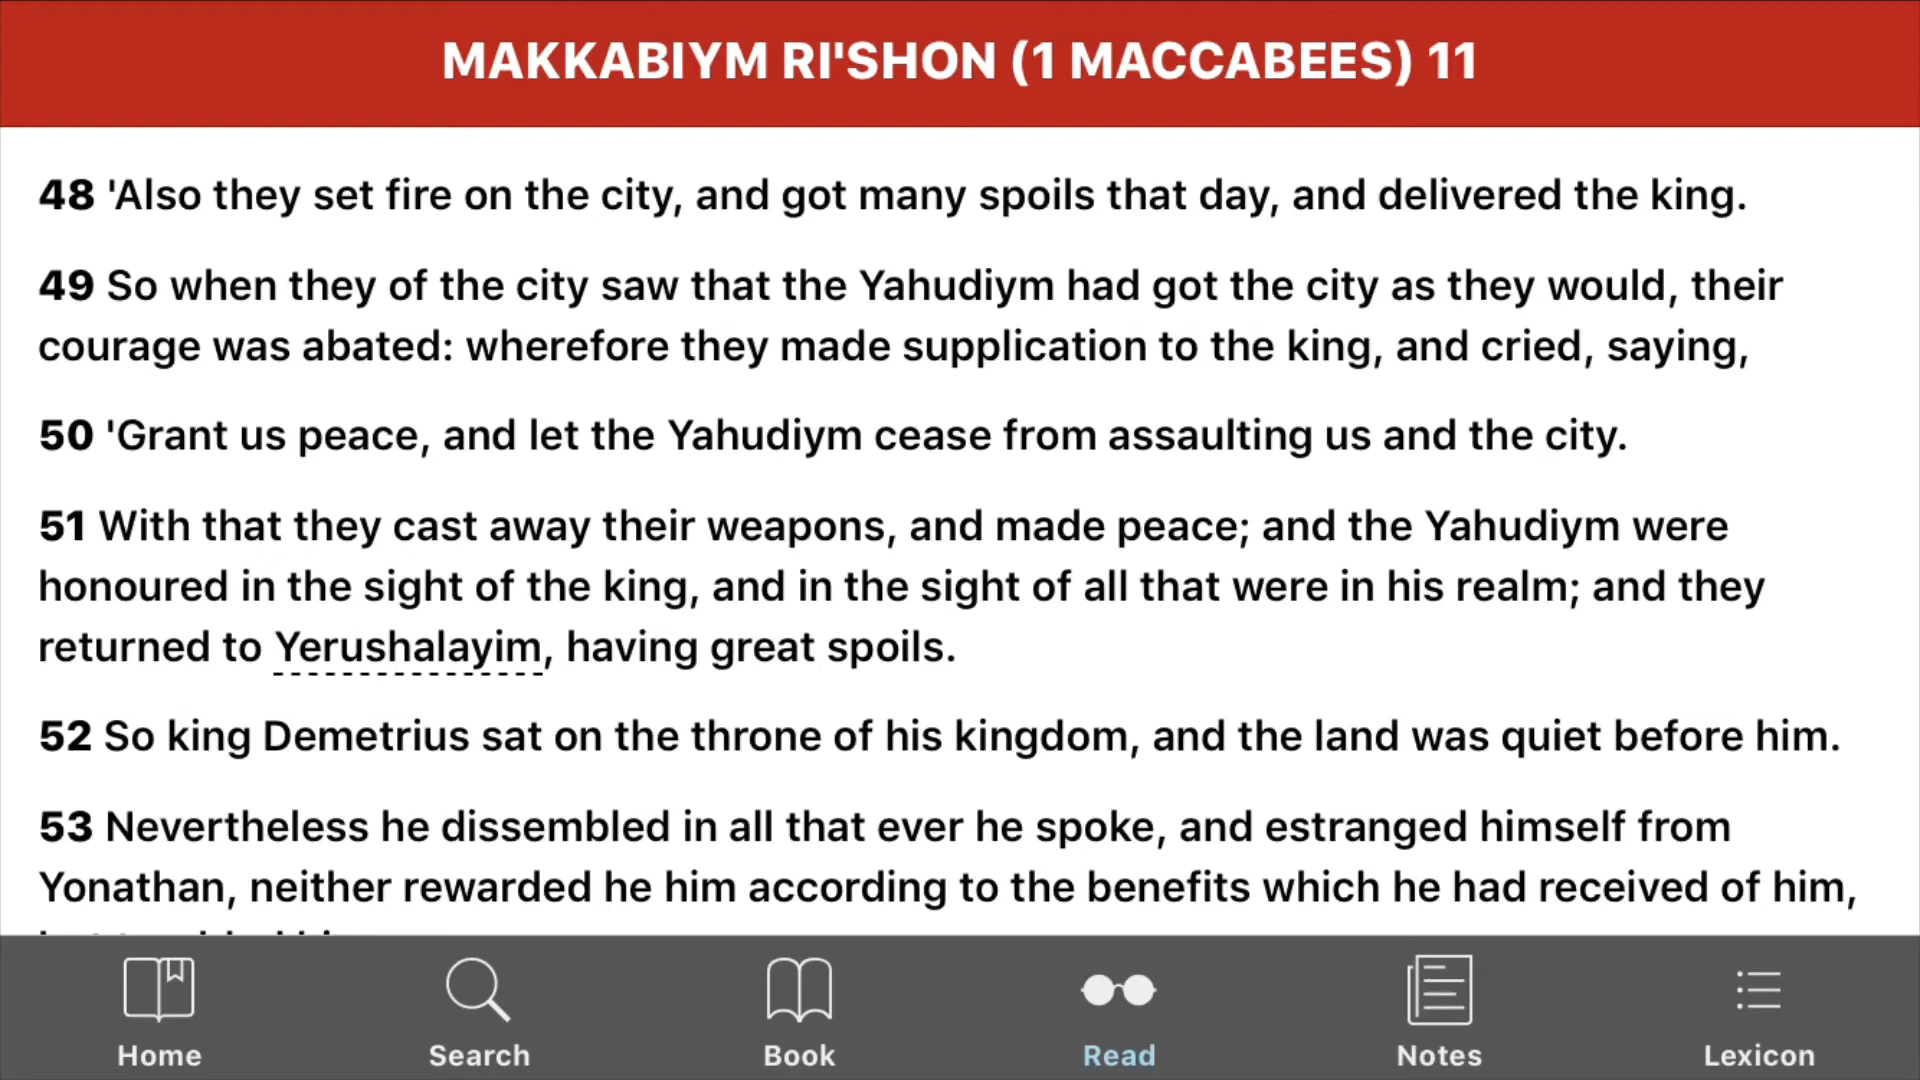 MAKKABIYM RI'SHON (1 MACCABEES) 11
48 'Also they set fire on the city, and got many spoils that day, and delivered the king.
49 So when they of the city saw that the Yahudiym had got the city as they would, their
courage was abated: wherefore they made supplication to the king, and cried, saying,
50 'Grant us peace, and let the Yahudiym cease from assaulting us and the city.
51 With that they cast away their weapons, and made peace; and the Yahudiym were
honoured in the sight of the king, and in the sight of all that were in his realm; and they
returned to Yerushalayim, having great spoils.
52 So king Demetrius sat on the throne of his kingdom, and the land was quiet before him.
53 Nevertheless he dissembled in all that ever he spoke, and estranged himself from
Yonathan, neither rewarded he him according to the benefits which he had received of him,
Home Search Book Read Notes Lexicon